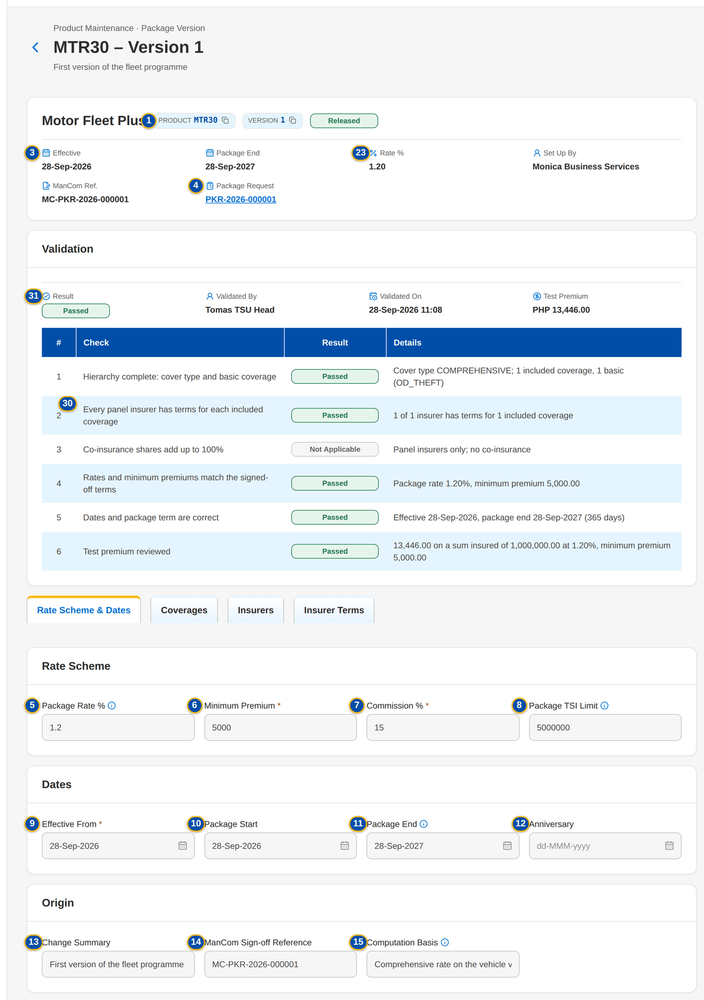 Product Maintenance · Package Version
MTR30 – Version 1
First version of the fleet programme
Motor Fleet Plus 1 PRODUCT MTR30 VERSION 1 Released
3 Effective Package End 23 Rate % Set Up By
28-Sep-2026 28-Sep-2027 1.20 Monica Business Services
ManCom Ref. 4 Package Request
MC-PKR-2026-000001 PKR-2026-000001
Validation
31 Result Validated By Validated On Test Premium
Passed Tomas TSU Head 28-Sep-2026 11:08 PHP 13,446.00
# Check Result Details
1 Hierarchy complete: cover type and basic coverage Passed Cover type COMPREHENSIVE; 1 included coverage, 1 basic
(OD_THEFT)
30
2 Every panel insurer has terms for each included
coverage Passed 1 of 1 insurer has terms for 1 included coverage
3 Co-insurance shares add up to 100% Not Applicable Panel insurers only; no co-insurance
4 Rates and minimum premiums match the signed-
off terms Passed Package rate 1.20%, minimum premium 5,000.00
5 Dates and package term are correct Passed Effective 28-Sep-2026, package end 28-Sep-2027 (365 days)
6 Test premium reviewed Passed 13,446.00 on a sum insured of 1,000,000.00 at 1.20%, minimum premium
5,000.00
Rate Scheme & Dates Coverages Insurers Insurer Terms
Rate Scheme
5 Package Rate % 6 Minimum Premium * 7 Commission % * 8 Package TSI Limit
1.2 5000 15 5000000
Dates
9 Effective From * 10 Package Start 11 Package End 12 Anniversary
28-Sep-2026 28-Sep-2026 28-Sep-2027 dd-MMM-yyyy
Origin
13 Change Summary 14 ManCom Sign-off Reference 15 Computation Basis
First version of the fleet programme MC-PKR-2026-000001 Comprehensive rate on the vehicle v